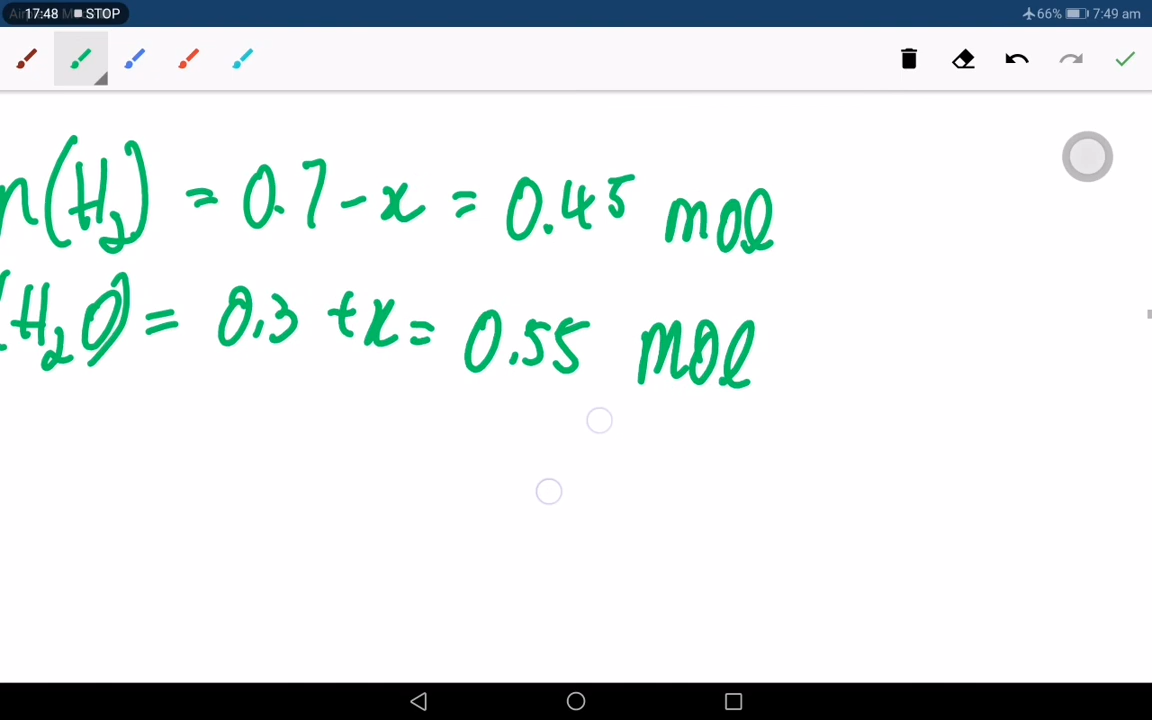 17:48 STOP 66% 7:49 am
n(H₂) = 0.7 - x = 0.45 mol
(H₂O) = 0.3 + x = 0.55 mol